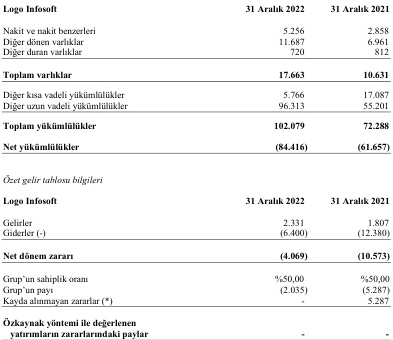 Logo Infosoft 31 Aralık 2022 31 Aralık 2021
Nakit ve nakit benzerleri 5.256 2.858
Diğer dönen varlıklar 11.687 6.961
Diğer duran varlıklar 720 812
Toplam varlıklar 17.663 10.631
Diğer kısa vadeli yükümlülükler 5.766 17.087
Diğer uzun vadeli yükümlülükler 96.313 55.201
Toplam yükümlülükler 102.079 72.288
Net yükümlülükler (84.416) (61.657)
Özet gelir tablosu bilgileri
Logo Infosoft 31 Aralık 2022 31 Aralık 2021
Gelirler 2.331 1.807
Giderler (-) (6.400) (12.380)
Net dönem zararı (4.069) (10.573)
Grup’un sahiplik oranı %50,00 %50,00
Grup’un payı (2.035) (5.287)
Kayda alınmayan zararlar (*) - 5.287
Özkaynak yöntemi ile değerlenen
yatırımların zararlarındaki paylar - -